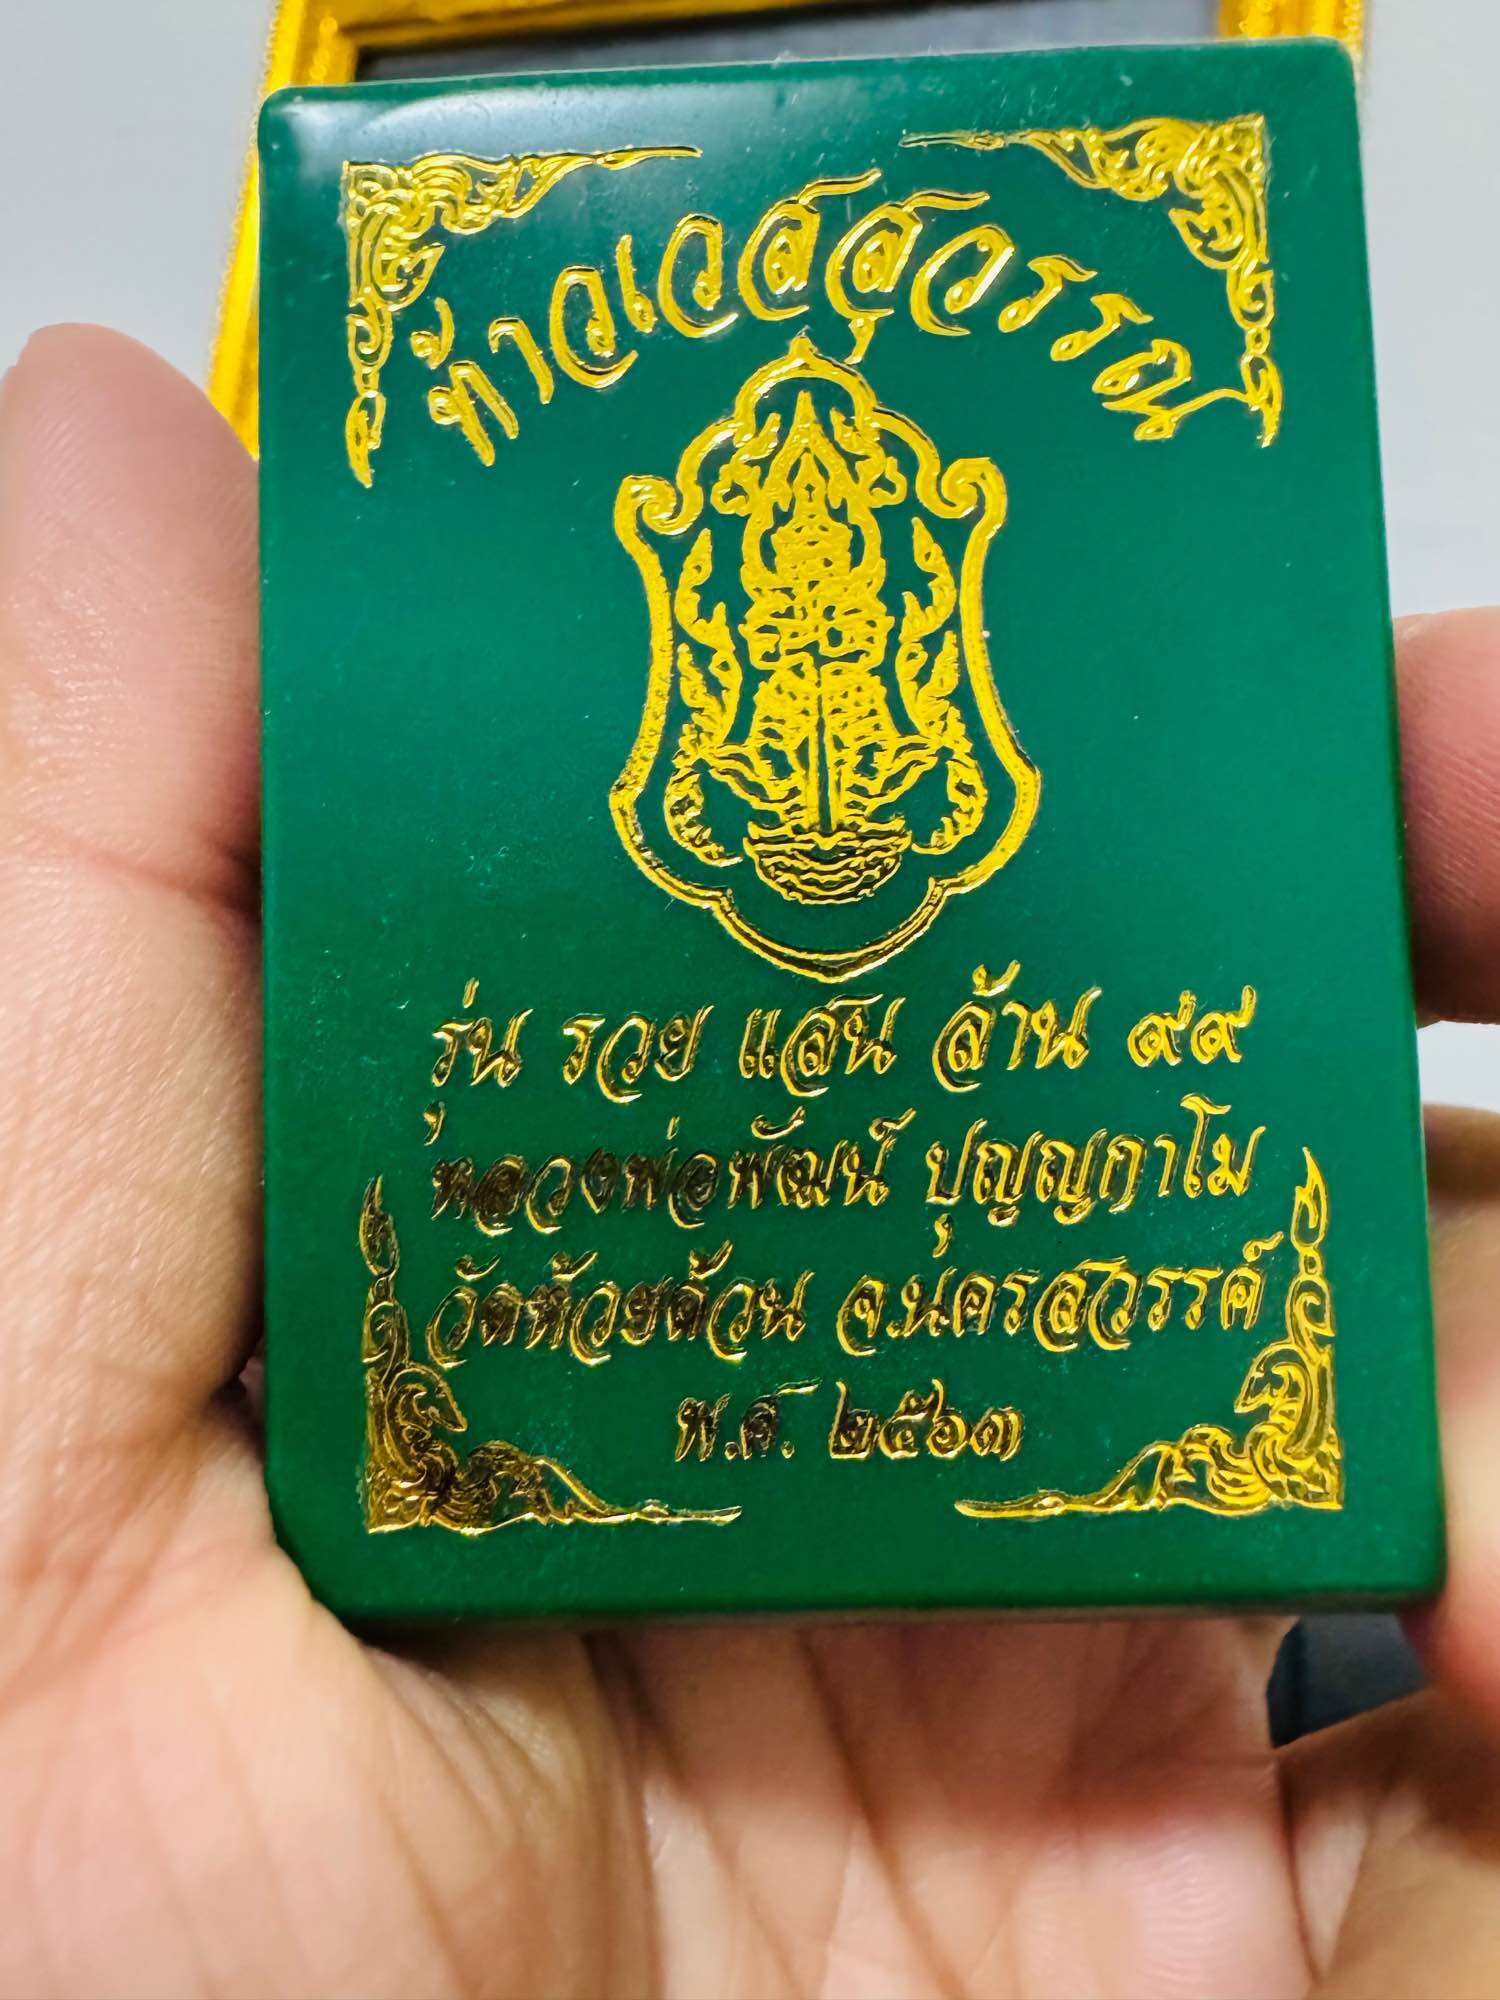 ท้าวเวสสุวรรณ
รุ่น รวย แสน ล้าน ๙๙
หลวงพ่อพัฒน์ ปุญญกาโม
วัดห้วยด้วน จ.นครสวรรค์
พ.ศ. ๒๕๖๓